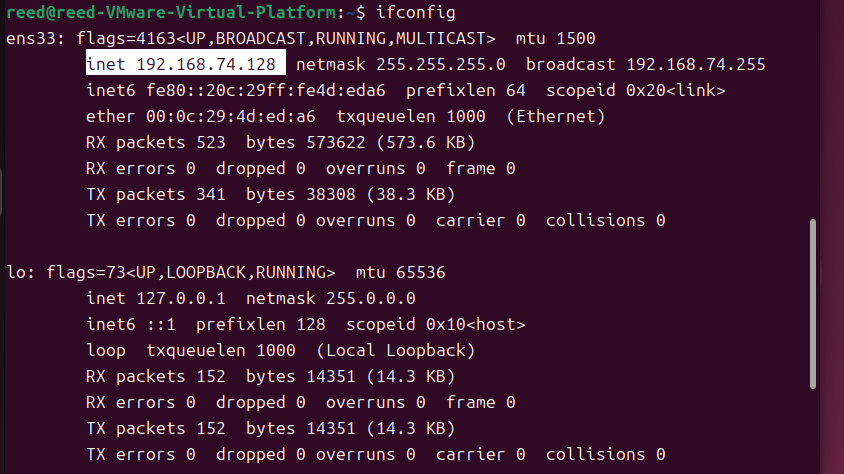 reed@reed-VMware-Virtual-Platform:~$ ifconfig
ens33: flags=4163<UP,BROADCAST,RUNNING,MULTICAST>  mtu 1500
        inet 192.168.74.128  netmask 255.255.255.0  broadcast 192.168.74.255
        inet6 fe80::20c:29ff:fe4d:eda6  prefixlen 64  scopeid 0x20<link>
        ether 00:0c:29:4d:ed:a6  txqueuelen 1000  (Ethernet)
        RX packets 523  bytes 573622 (573.6 KB)
        RX errors 0  dropped 0  overruns 0  frame 0
        TX packets 341  bytes 38308 (38.3 KB)
        TX errors 0  dropped 0 overruns 0  carrier 0  collisions 0

lo: flags=73<UP,LOOPBACK,RUNNING>  mtu 65536
        inet 127.0.0.1  netmask 255.0.0.0
        inet6 ::1  prefixlen 128  scopeid 0x10<host>
        loop  txqueuelen 1000  (Local Loopback)
        RX packets 152  bytes 14351 (14.3 KB)
        RX errors 0  dropped 0  overruns 0  frame 0
        TX packets 152  bytes 14351 (14.3 KB)
        TX errors 0  dropped 0 overruns 0  carrier 0  collisions 0